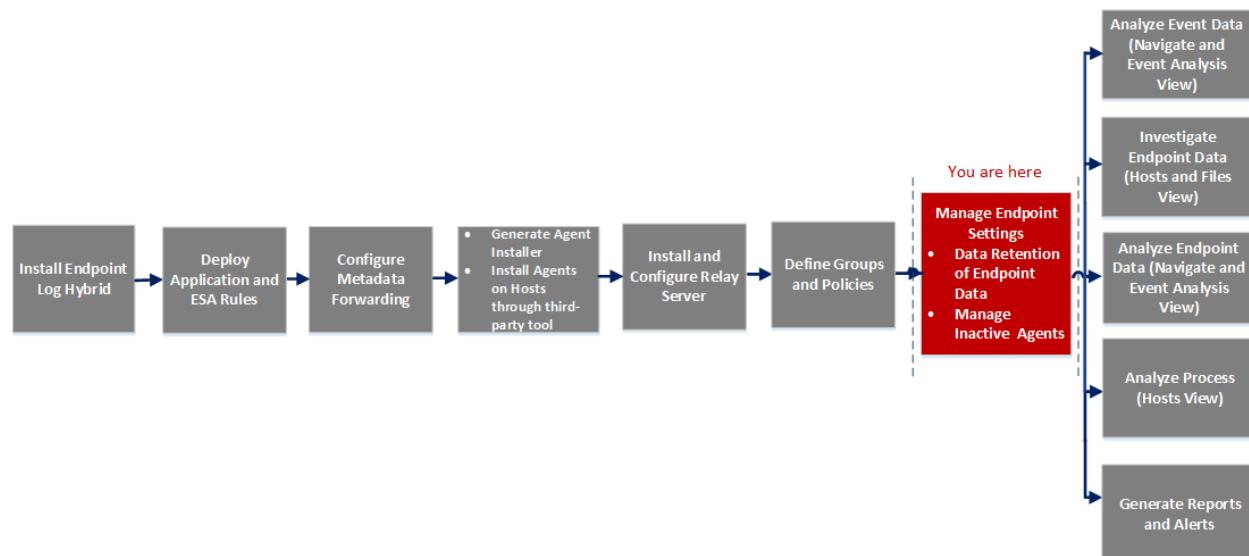 Install Endpoint
Log Hybrid
Deploy
Application and
ESA Rules
Configure
Metadata
Forwarding
• Generate Agent
Installer
• Install Agents
on Hosts
through third-
party tool
Install and
Configure Relay
Server
Define Groups
and Policies
You are here
Manage Endpoint
Settings
• Data Retention
of Endpoint
Data
• Manage
Inactive Agents
Analyze Event Data
(Navigate and
Event Analysis
View)
Investigate
Endpoint Data
(Hosts and Files
View)
Analyze Endpoint
Data (Navigate and
Event Analysis
View)
Analyze Process
(Hosts View)
Generate Reports
and Alerts